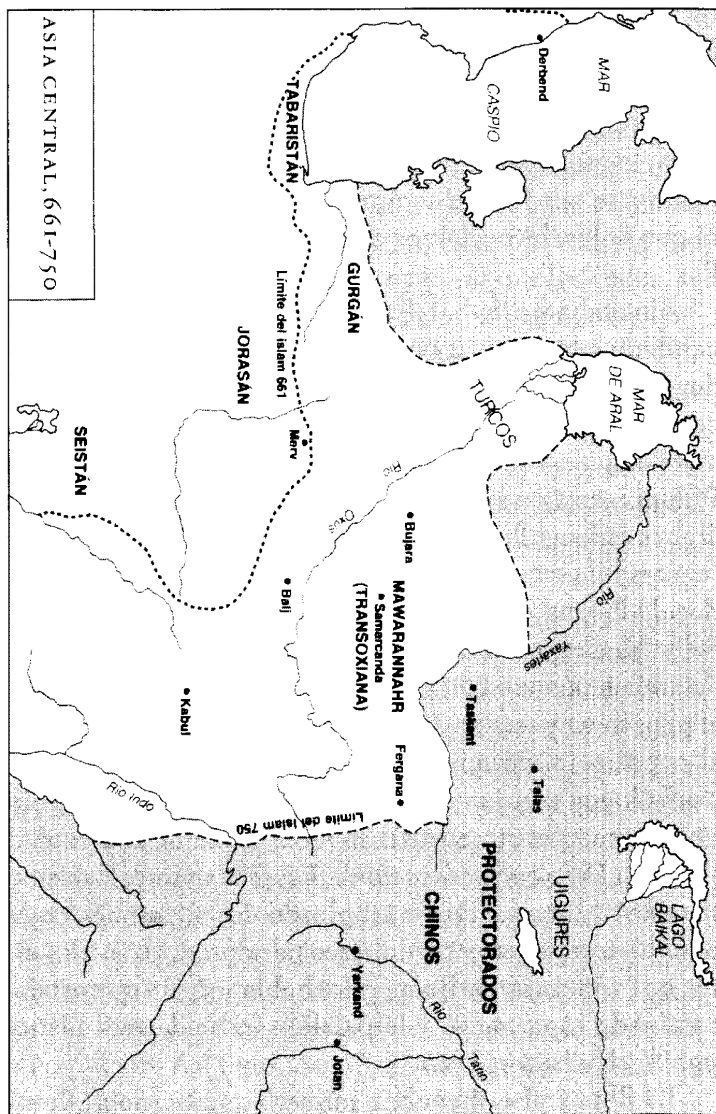 ASIA CENTRAL, 661-750
MAR
CASPIO
Derbend
TABARISTÁN
GURGÁN
Límite del islam 661
JORASÁN
Merv
SEISTÁN
MAR
DE ARAL
TURCOS
Río
Oxus
Bujara
MAWARANNAHR
Samarcanda
(TRANSOXIANA)
Balj
Kabul
Río
Yaxartes
Taskent
Talas
Fergana
Límite del Islam 750
Río Indo
LAGO
BAIKAL
UIGURES
PROTECTORADOS
CHINOS
Yarkand
Río
Tarin
Jotan